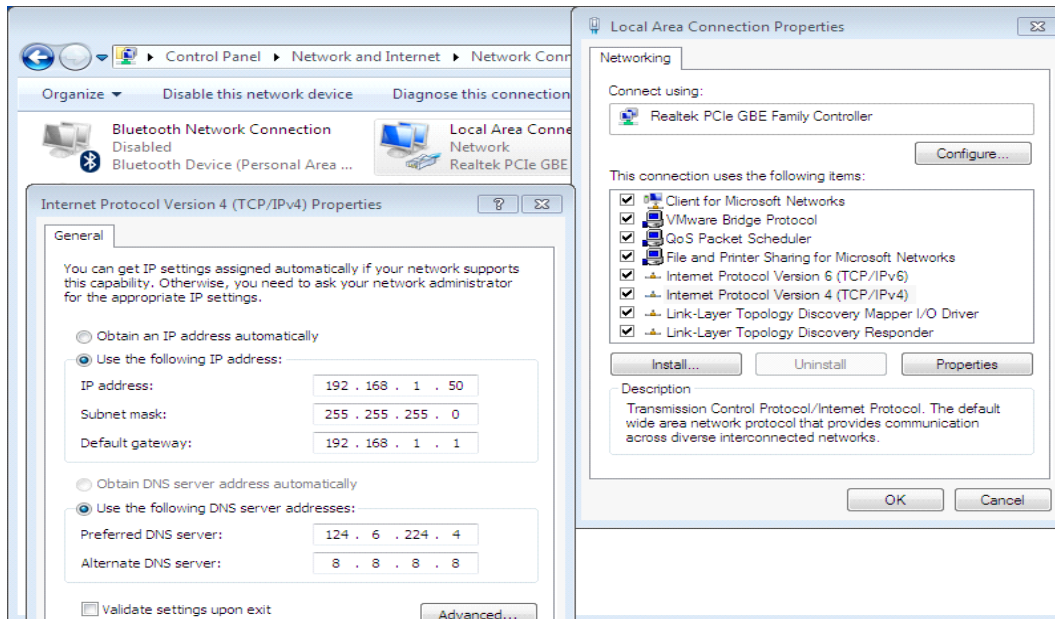 Control Panel Network and Internet Network Conn
Organize Disable this network device Diagnose this connection
Bluetooth Network Connection
Disabled
Bluetooth Device (Personal Area ...
Local Area Conne
Network
Realtek PCIe GBE
Internet Protocol Version 4 (TCP/IPv4) Properties
General
You can get IP settings assigned automatically if your network supports
this capability. Otherwise, you need to ask your network administrator
for the appropriate IP settings.
Obtain an IP address automatically
Use the following IP address:
IP address: 192 . 168 . 1 . 50
Subnet mask: 255 . 255 . 255 . 0
Default gateway: 192 . 168 . 1 . 1
Obtain DNS server address automatically
Use the following DNS server addresses:
Preferred DNS server: 124 . 6 . 224 . 4
Alternate DNS server: 8 . 8 . 8 . 8
Validate settings upon exit
Advanced...
Local Area Connection Properties
Networking
Connect using:
Realtek PCIe GBE Family Controller
Configure...
This connection uses the following items:
Client for Microsoft Networks
VMware Bridge Protocol
QoS Packet Scheduler
File and Printer Sharing for Microsoft Networks
Internet Protocol Version 6 (TCP/IPv6)
Internet Protocol Version 4 (TCP/IPv4)
Link-Layer Topology Discovery Mapper I/O Driver
Link-Layer Topology Discovery Responder
Install... Uninstall Properties
Description
Transmission Control Protocol/Internet Protocol. The default
wide area network protocol that provides communication
across diverse interconnected networks.
OK Cancel